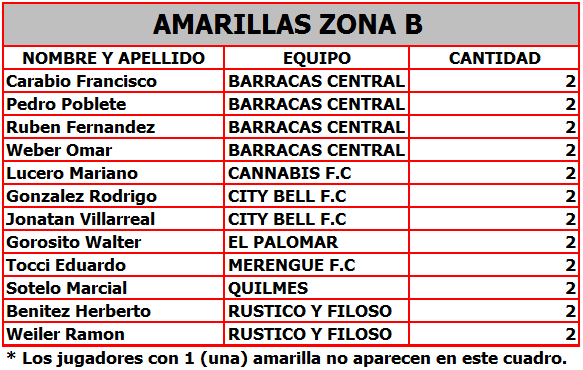 AMARILLAS ZONA B
NOMBRE Y APELLIDO EQUIPO CANTIDAD
Carabio Francisco BARRACAS CENTRAL 2
Pedro Poblete BARRACAS CENTRAL 2
Ruben Fernandez BARRACAS CENTRAL 2
Weber Omar BARRACAS CENTRAL 2
Lucero Mariano CANNABIS F.C 2
Gonzalez Rodrigo CITY BELL F.C 2
Jonatan Villarreal CITY BELL F.C 2
Gorosito Walter EL PALOMAR 2
Tocci Eduardo MERENGUE F.C 2
Sotelo Marcial QUILMES 2
Benitez Herberto RUSTICO Y FILOSO 2
Weiler Ramon RUSTICO Y FILOSO 2
* Los jugadores con 1 (una) amarilla no aparecen en este cuadro.